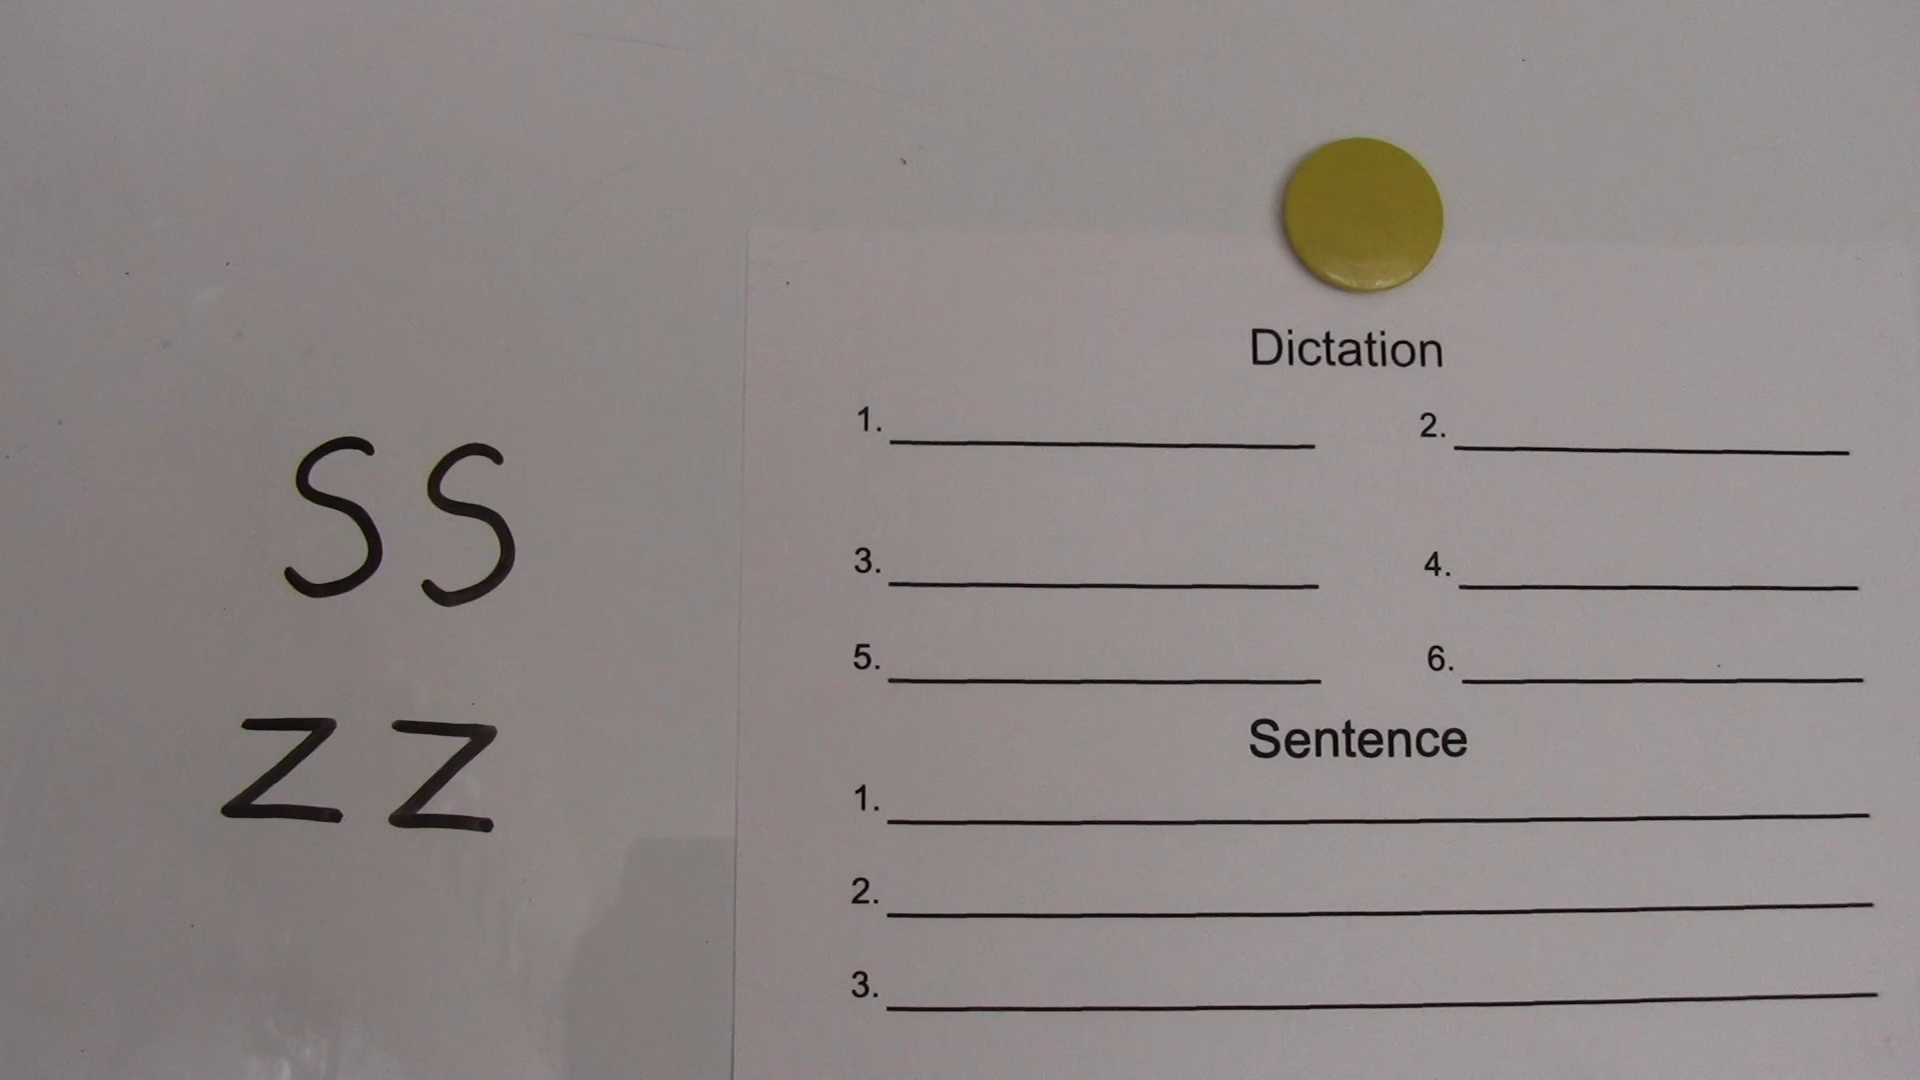 ss
zz
Dictation
1. 2.
3. 4.
5. 6.
Sentence
1.
2.
3.